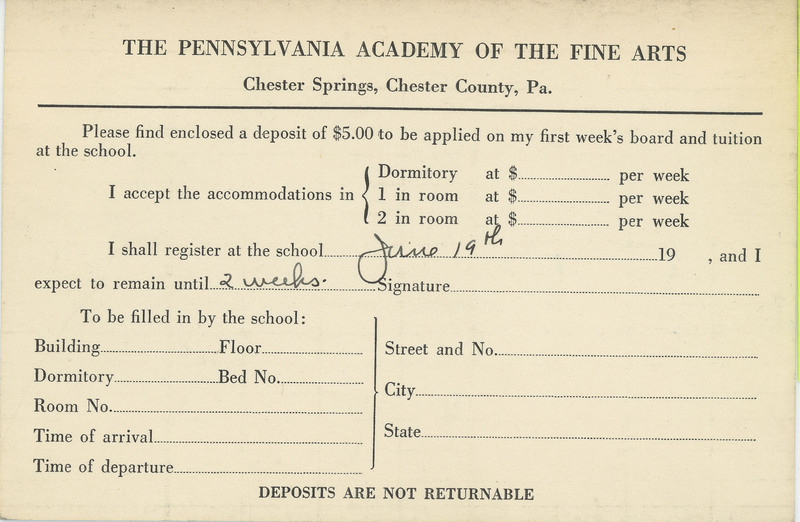 THE PENNSYLVANIA ACADEMY OF THE FINE ARTS
Chester Springs, Chester County, Pa.
Please find enclosed a deposit of $5.00 to be applied on my first week's board and tuition
at the school.
I accept the accommodations in
Dormitory at $ per week
1 in room at $ per week
2 in room at $ per week
I shall register at the school June 19th 19 , and I
expect to remain until 2 weeks. Signature
To be filled in by the school:
Building Floor
Dormitory Bed No.
Room No.
Time of arrival
Time of departure
Street and No.
City
State
DEPOSITS ARE NOT RETURNABLE